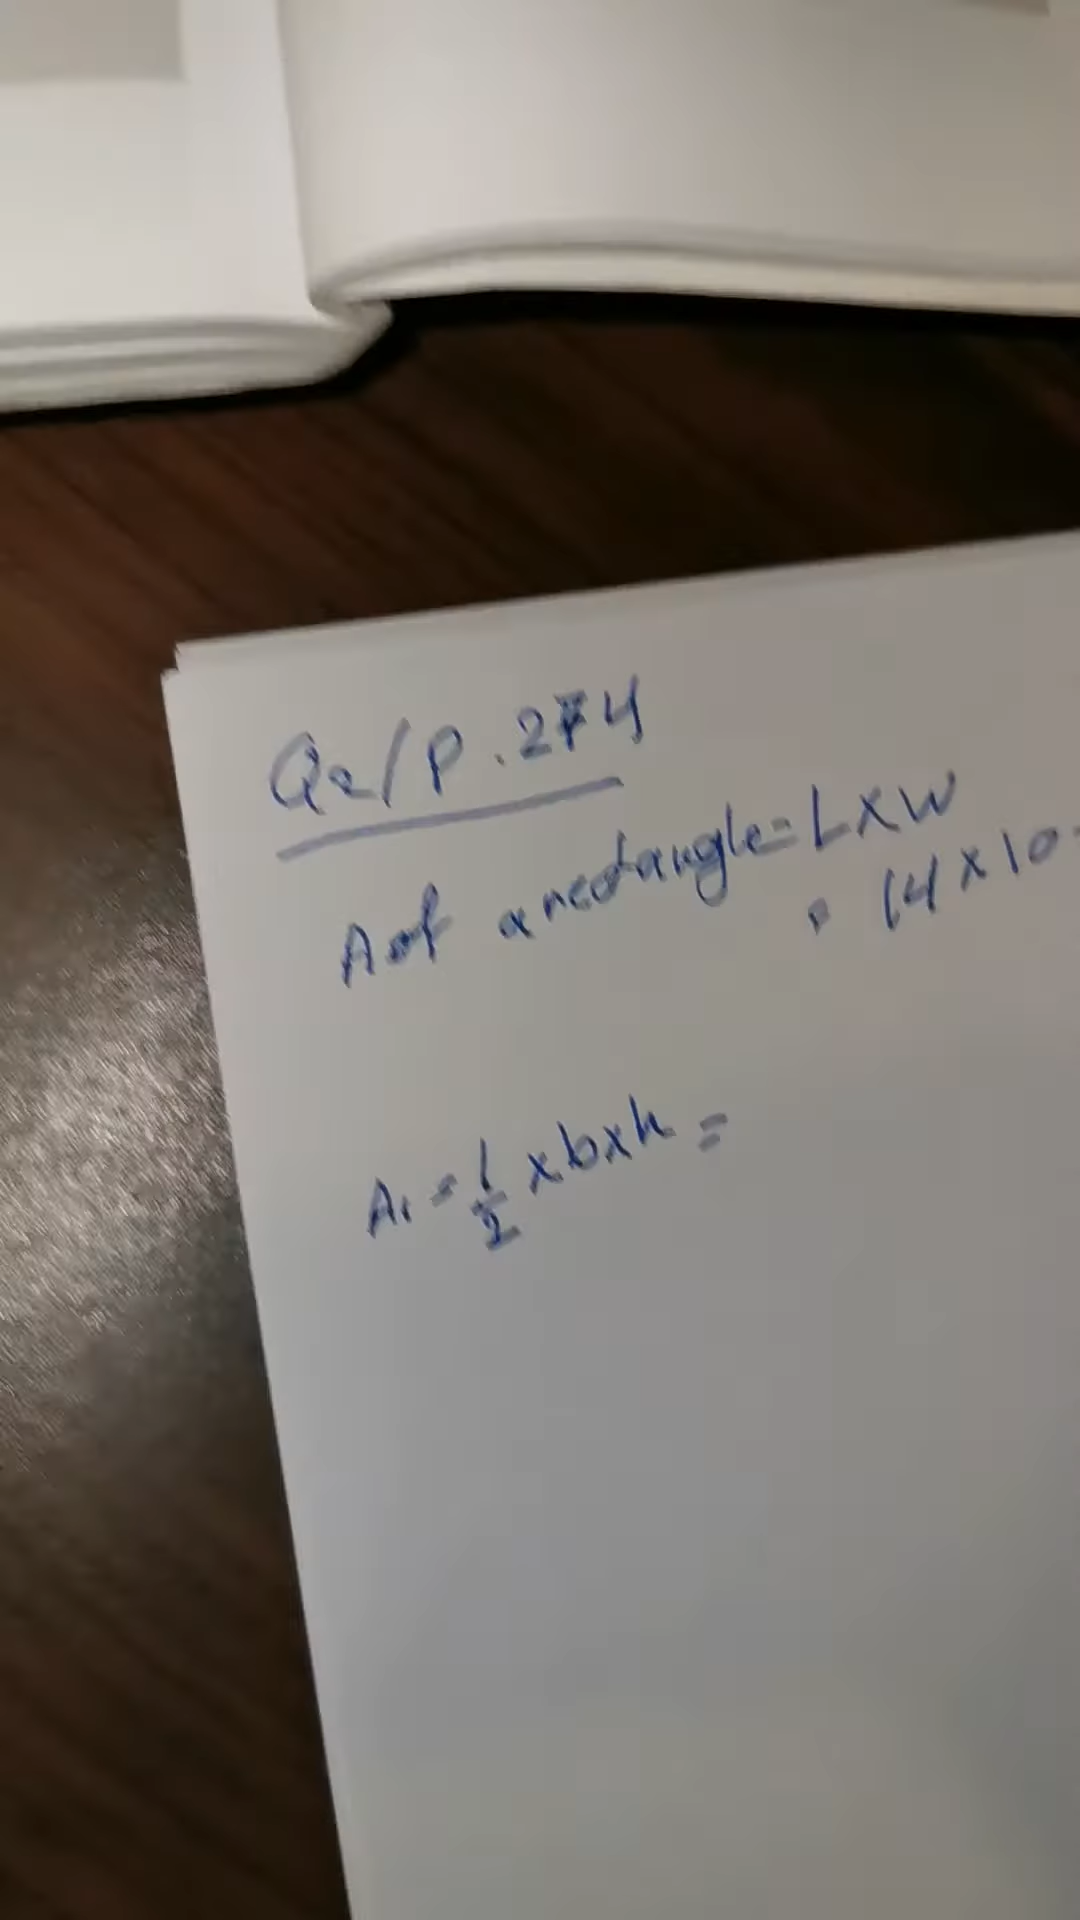 Q2/P.274
A of a rectangle = L x W
= 14 x 10
A1 = 1/2 x b x h =